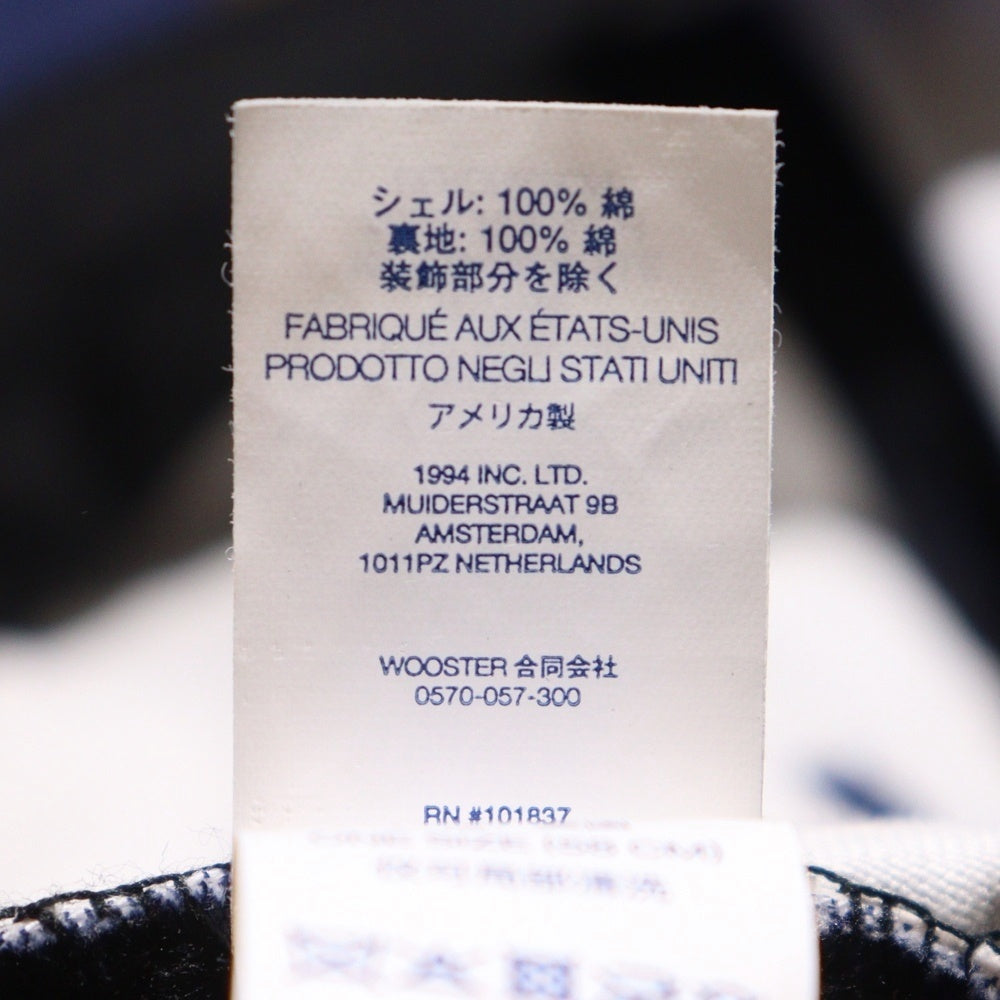 シェル: 100% 綿
裏地: 100% 綿
装飾部分を除く
FABRIQUÉ AUX ÉTATS-UNIS
PRODOTTO NEGLI STATI UNITI
アメリカ製
1994 INC. LTD.
MUIDERSTRAAT 9B
AMSTERDAM,
1011PZ NETHERLANDS
WOOSTER 合同会社
0570-057-300
RN #101837